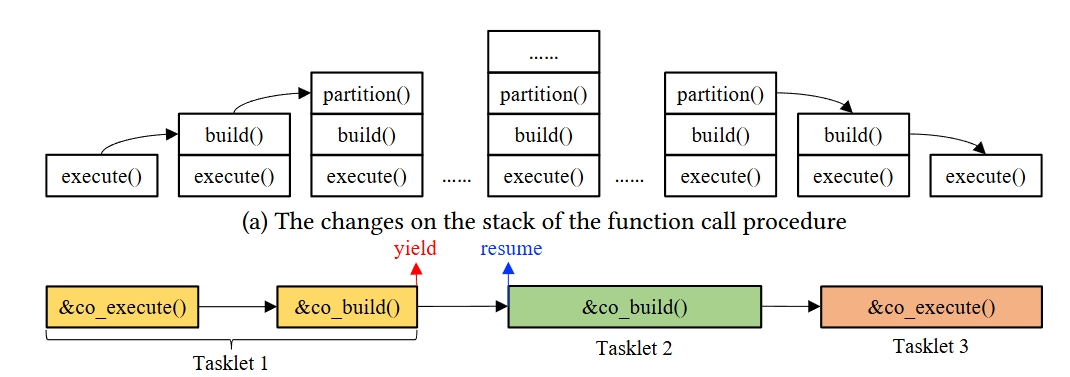 ......
partition() partition() partition()
build() build() build() build() build()
execute() execute() execute() ...... execute() ...... execute() execute() execute()
(a) The changes on the stack of the function call procedure
yield resume
&co_execute() &co_build() &co_build() &co_execute()
Tasklet 1 Tasklet 2 Tasklet 3